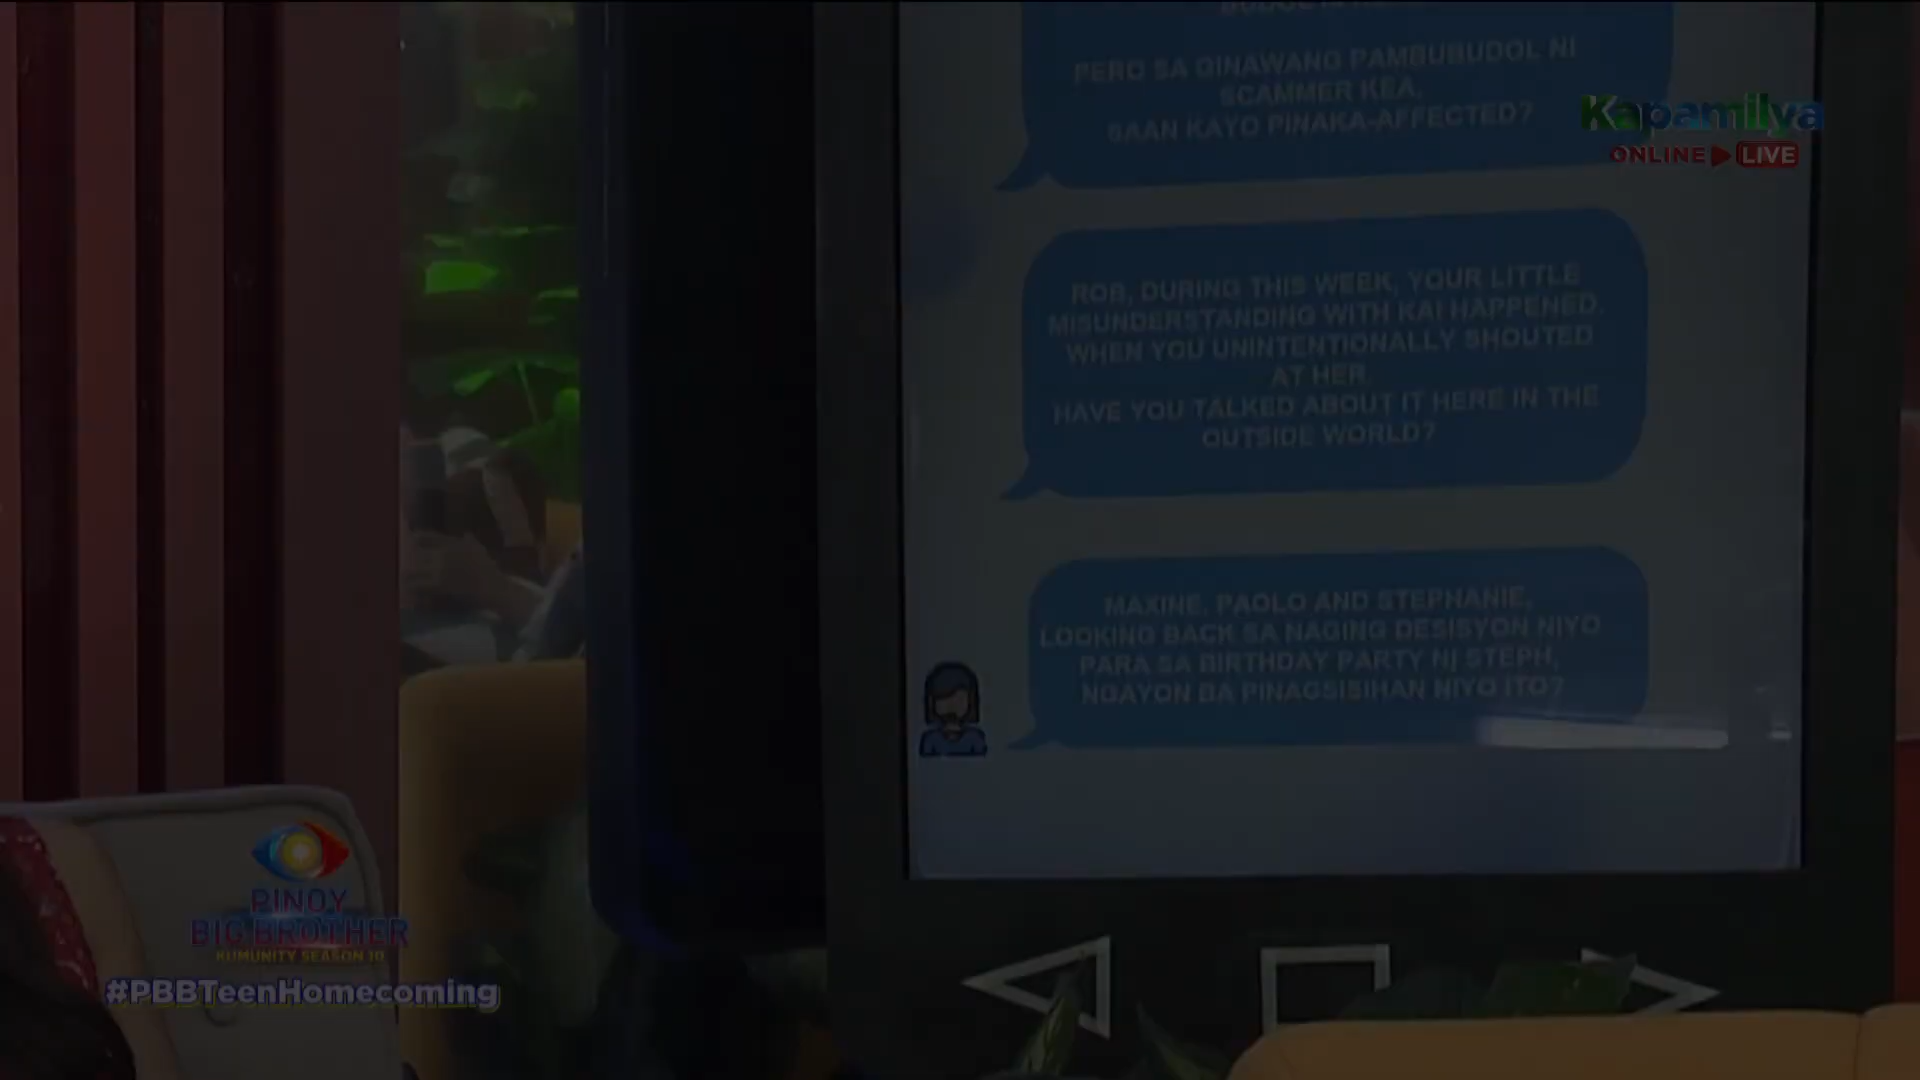 PERO SA GINAWANG PAMBUBUDOL NI
SCAMMER KEA,
SAAN KAYO PINAKA-AFFECTED?
Kapamilya
ONLINE LIVE
ROB, DURING THIS WEEK, YOUR LITTLE
MISUNDERSTANDING WITH KAI HAPPENED,
WHEN YOU UNINTENTIONALLY SHOUTED
AT HER.
HAVE YOU TALKED ABOUT IT HERE IN THE
OUTSIDE WORLD?
MAXINE, PAOLO AND STEPHANIE,
LOOKING BACK SA NAGING DESISYON NIYO
PARA SA BIRTHDAY PARTY NI STEPH,
NGAYON BA PINAGSISIHAN NIYO ITO?
PINOY
BIG BROTHER
KUMUNITY SEASON 10
#PBBTeenHomecoming